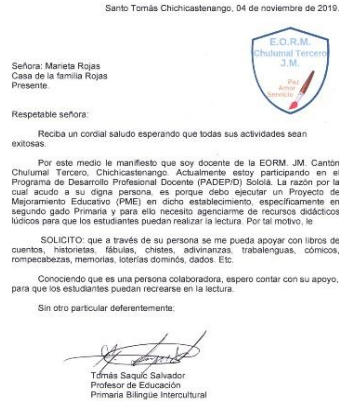 Santo Tomás Chichicastenango, 04 de noviembre de 2019.
E.O.R.M.
Chulumal Tercero
J.M.
Paz
Amor
Servicio
Señora: Marieta Rojas
Casa de la familia Rojas
Presente.
Respetable señora:
Reciba un cordial saludo esperando que todas sus actividades sean
exitosas.
Por este medio le manifiesto que soy docente de la EORM. JM. Cantón
Chulumal Tercero, Chichicastenango. Actualmente estoy participando en el
Programa de Desarrollo Profesional Docente (PADEP/D) Sololá. La razón por la
cual acudo a su digna persona, es porque debo ejecutar un Proyecto de
Mejoramiento Educativo (PME) en dicho establecimiento, específicamente en
segundo gado Primaria y para ello necesito agenciarme de recursos didácticos
lúdicos para que los estudiantes puedan realizar la lectura. Por tal motivo, le
SOLICITO: que a través de su persona se me pueda apoyar con libros de
cuentos, historietas, fábulas, chistes, adivinanzas, trabalenguas, cómicos,
rompecabezas, memorias, loterías dominós, dados. Etc.
Conociendo que es una persona colaboradora, espero contar con su apoyo,
para que los estudiantes puedan recrearse en la lectura.
Sin otro particular deferentemente:
Tomás Saquic Salvador
Profesor de Educación
Primaria Bilingüe Intercultural